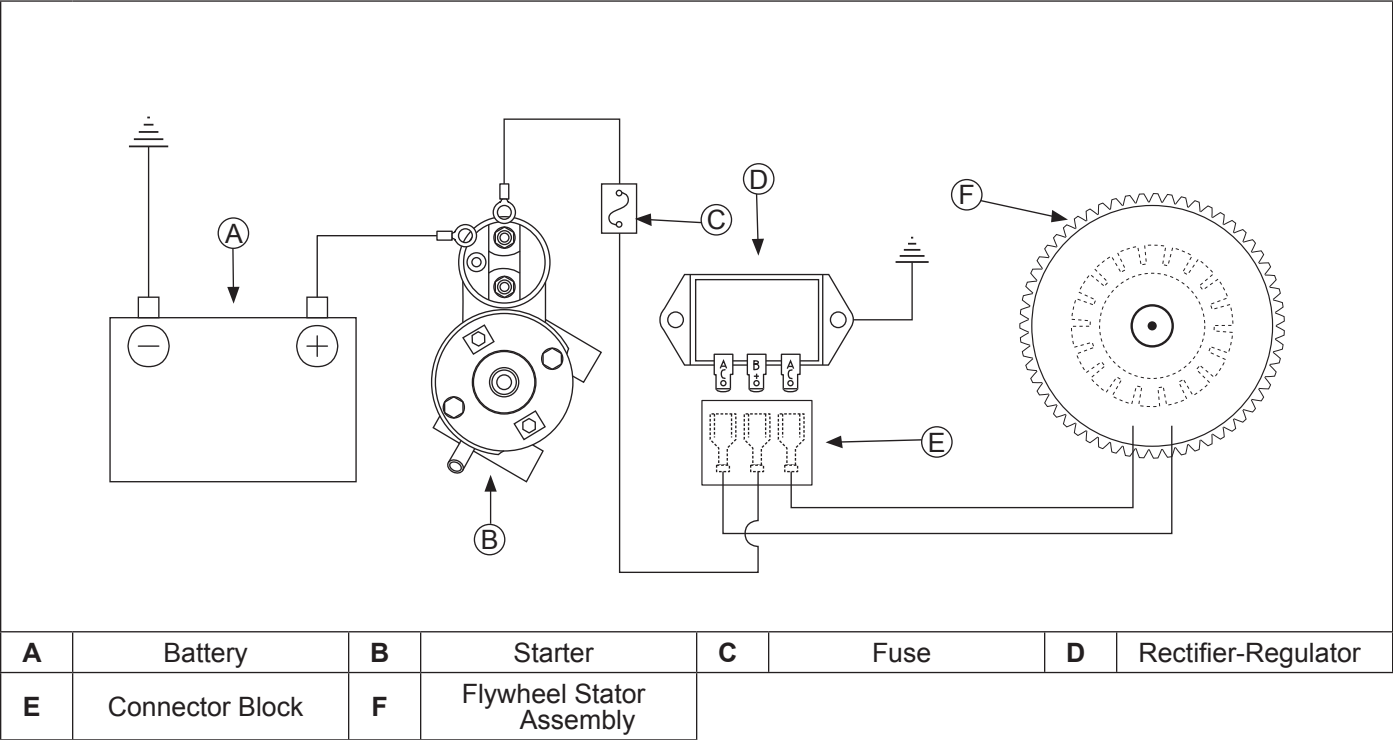 A
D
F
C
− +
AC B+ AC
E
B
A Battery B Starter C Fuse D Rectifier-Regulator
E Connector Block F Flywheel Stator
Assembly